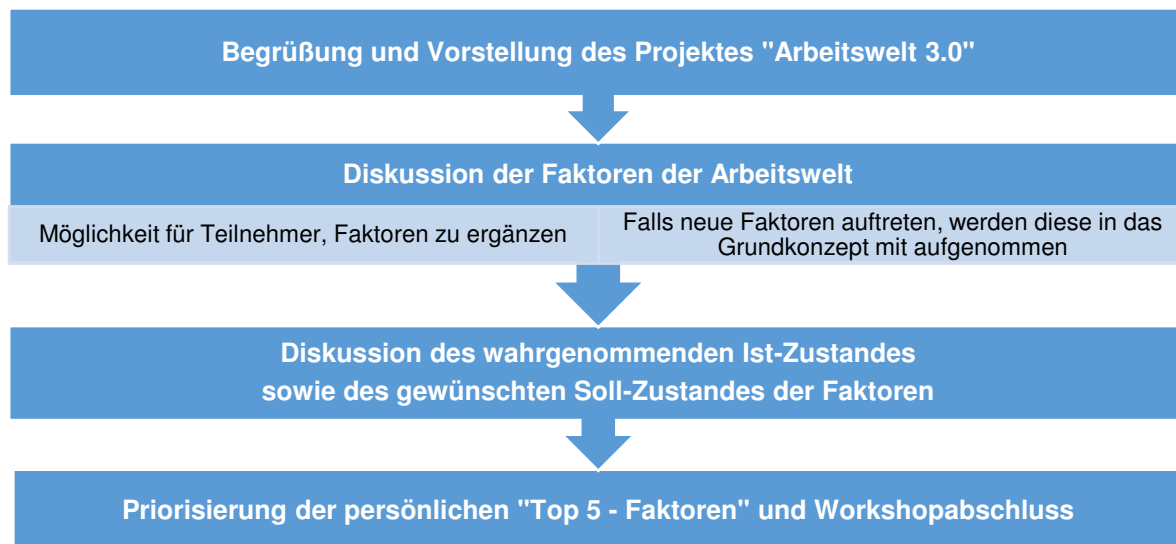 Begrüßung und Vorstellung des Projektes "Arbeitswelt 3.0"
Diskussion der Faktoren der Arbeitswelt
Möglichkeit für Teilnehmer, Faktoren zu ergänzen
Falls neue Faktoren auftreten, werden diese in das
Grundkonzept mit aufgenommen
Diskussion des wahrgenommenden Ist-Zustandes
sowie des gewünschten Soll-Zustandes der Faktoren
Priorisierung der persönlichen "Top 5 - Faktoren" und Workshopabschluss